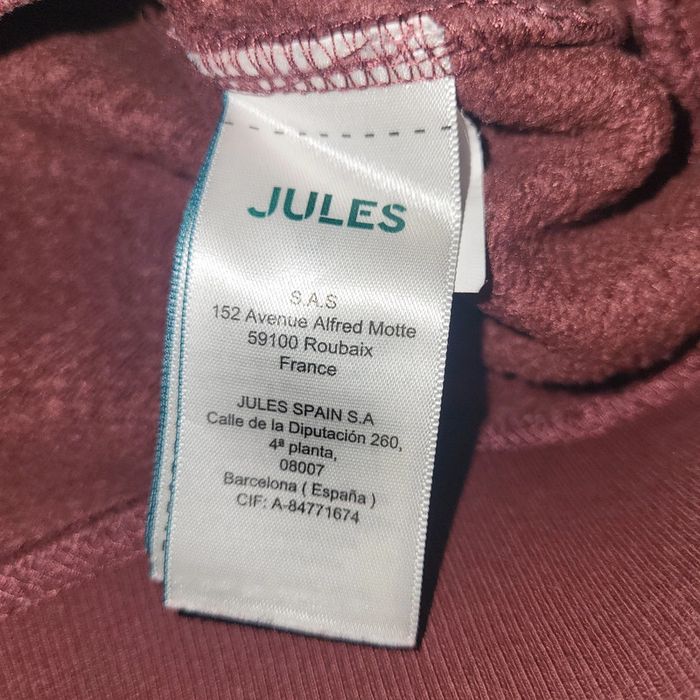 JULES
S.A.S
152 Avenue Alfred Motte
59100 Roubaix
France
JULES SPAIN S.A
Calle de la Diputación 260,
4ª planta,
08007
Barcelona ( España )
CIF: A-84771674